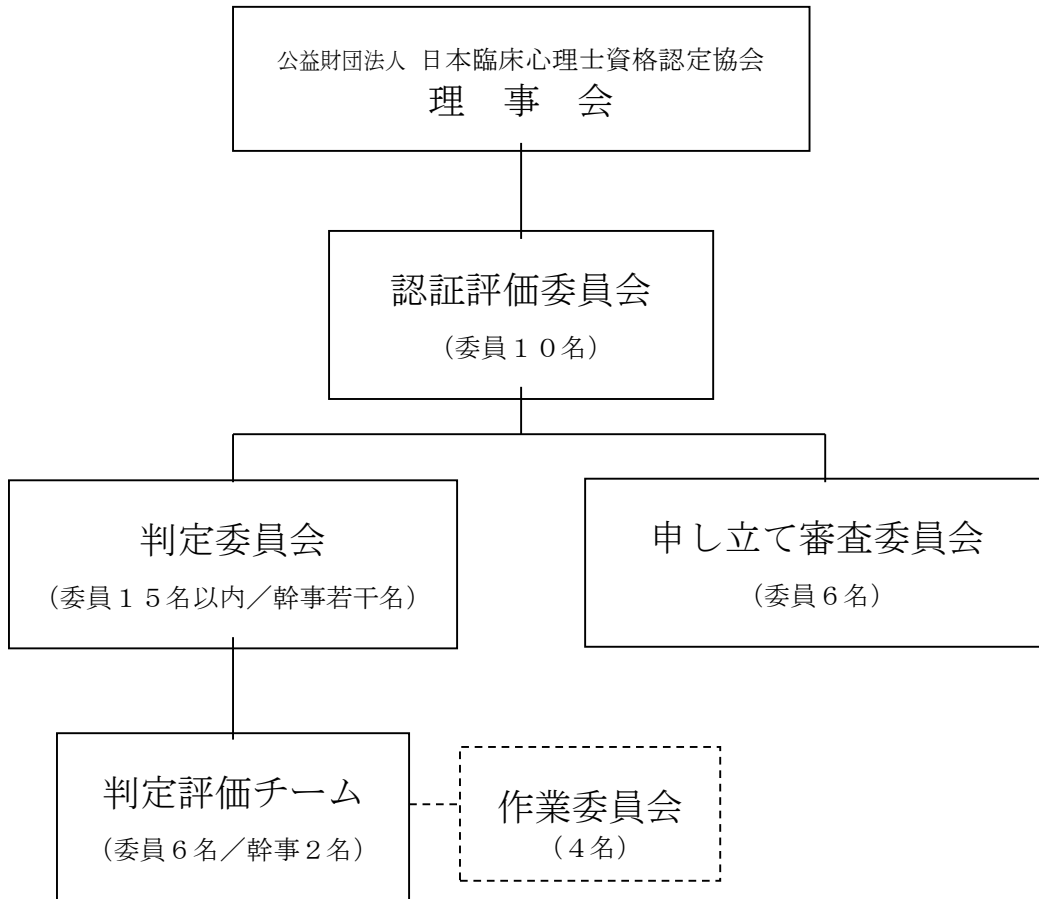 公益財団法人 日本臨床心理士資格認定協会
理 事 会
認証評価委員会
（委員１０名）
判定委員会
（委員１５名以内／幹事若干名）
申し立て審査委員会
（委員６名）
判定評価チーム
（委員６名／幹事２名）
作業委員会
（４名）